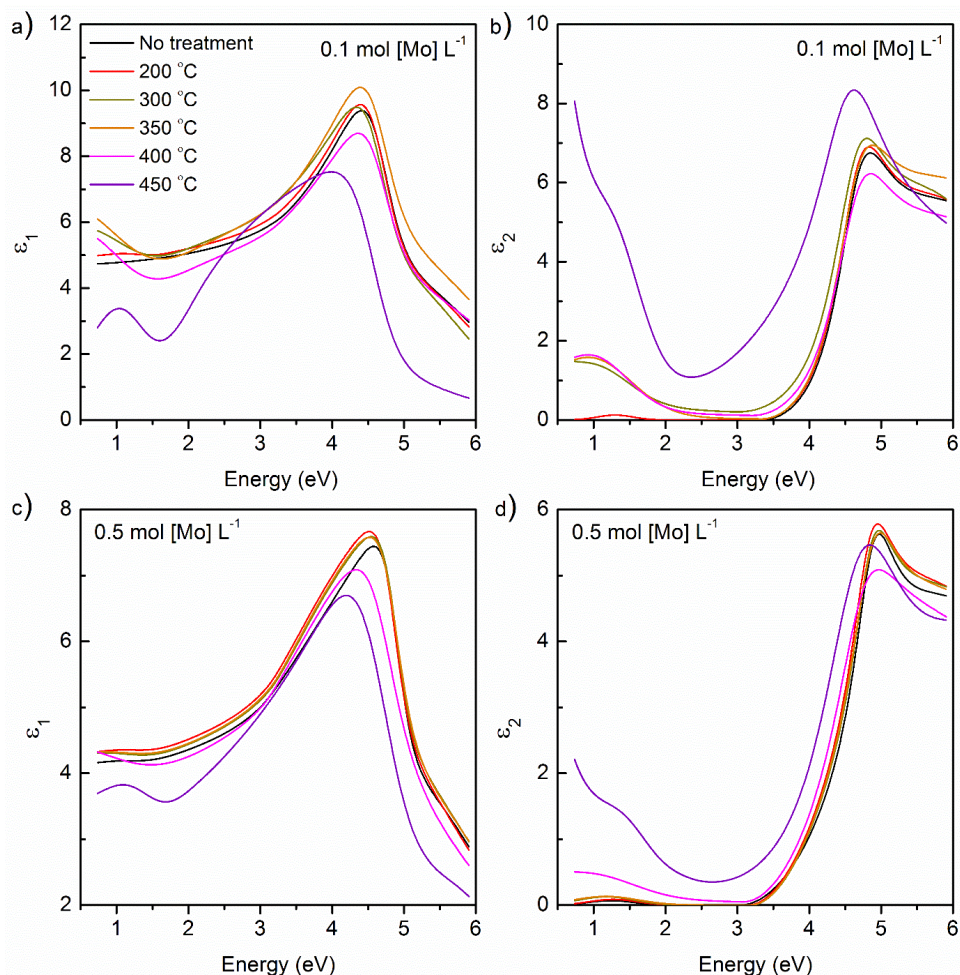 a)
No treatment
200 °C
300 °C
350 °C
400 °C
450 °C
0.1 mol [Mo] L⁻¹
ε₁
12
10
8
6
4
2
0
1 2 3 4 5 6
Energy (eV)
b)
0.1 mol [Mo] L⁻¹
ε₂
10
8
6
4
2
0
1 2 3 4 5 6
Energy (eV)
c)
0.5 mol [Mo] L⁻¹
ε₁
8
6
4
2
1 2 3 4 5 6
Energy (eV)
d)
0.5 mol [Mo] L⁻¹
ε₂
6
4
2
0
1 2 3 4 5 6
Energy (eV)